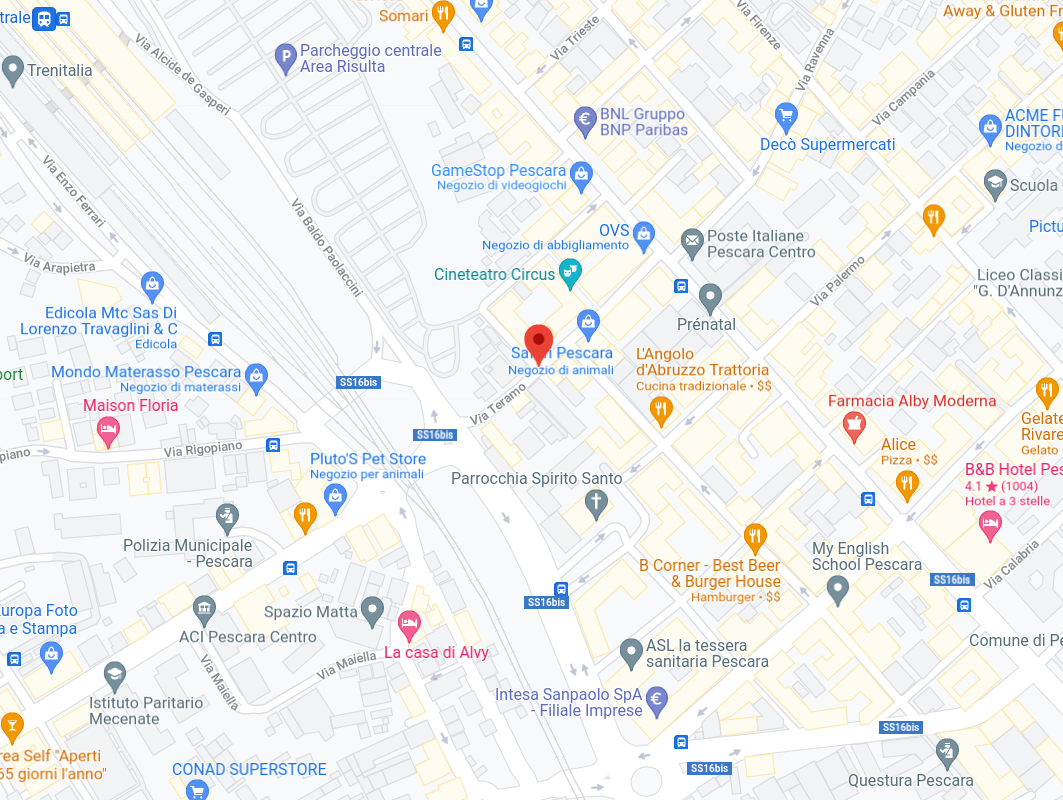 Somari
Away & Gluten Fr
trale
Parcheggio centrale
Area Risulta
Trenitalia
Via Trieste
Via Firenze
Via Ravenna
Via Alcide de Gasperi
Via Campania
BNL Gruppo
BNP Paribas
Decò Supermercati
ACME F
DINTORI
Negozio d
GameStop Pescara
Negozio di videogiochi
Scuola
Via Enzo Ferrari
OVS
Negozio di abbigliamento
Poste Italiane
Pescara Centro
Pictu
Via Baldo Paolaccini
Via Arapietra
Cineteatro Circus
Via Palermo
Liceo Classi
"G. D'Annunz
Edicola Mtc Sas Di
Lorenzo Travaglini & C
Edicola
Prénatal
Pescara
Negozio di animali
L'Angolo
d'Abruzzo Trattoria
Cucina tradizionale • $$
port
Mondo Materasso Pescara
Negozio di materassi
SS16bis
Maison Floria
Via Teramo
Farmacia Alby Moderna
Gelate
Rivare
Gelato
SS16bis
piano
Via Rigopiano
Alice
Pizza • $$
Pluto'S Pet Store
Negozio per animali
Parrocchia Spirito Santo
B&B Hotel Pes
4.1 ★ (1004)
Hotel a 3 stelle
Polizia Municipale
- Pescara
B Corner - Best Beer
& Burger House
Hamburger • $$
My English
School Pescara
Via Calabria
SS16bis
SS16bis
Europa Foto
a e Stampa
Spazio Matta
ACI Pescara Centro
La casa di Alvy
Via Maiella
Via Maiella
ASL la tessera
sanitaria Pescara
Comune di Pe
Istituto Paritario
Mecenate
Intesa Sanpaolo SpA
- Filiale Imprese
SS16bis
rea Self "Aperti
65 giorni l'anno"
CONAD SUPERSTORE
SS16bis
Questura Pescara